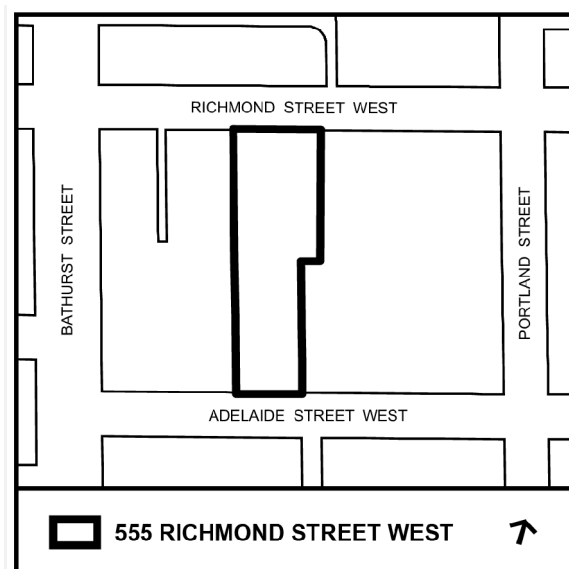 RICHMOND STREET WEST
BATHURST STREET
PORTLAND STREET
ADELAIDE STREET WEST
555 RICHMOND STREET WEST